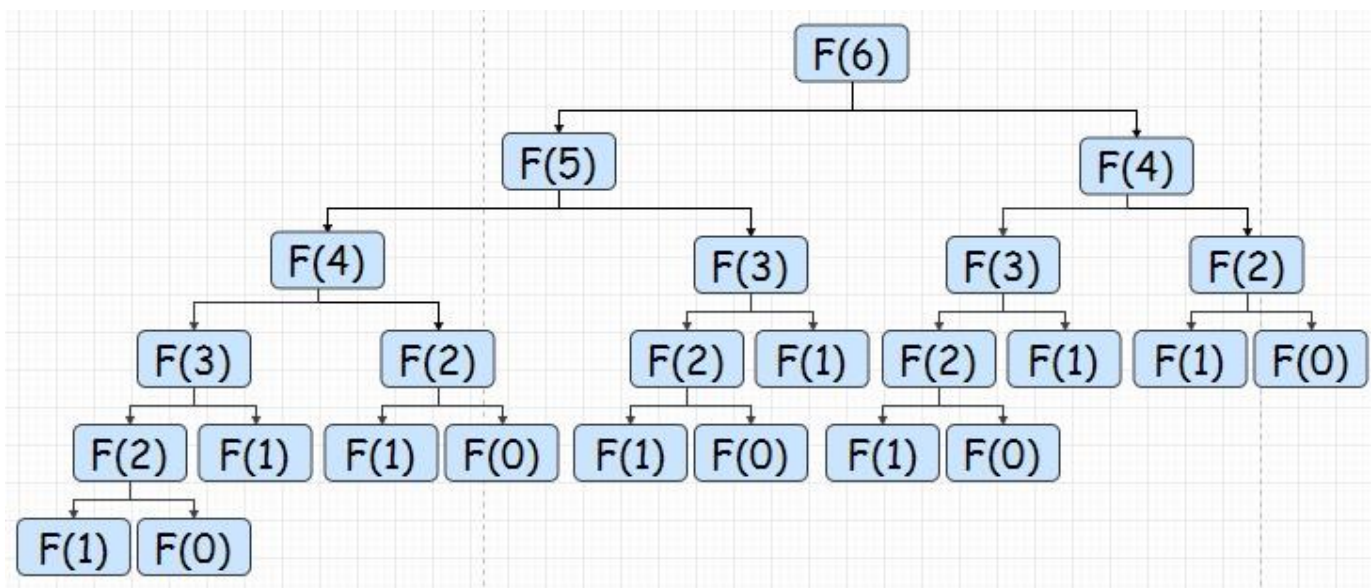 F(6)
F(5) F(4)
F(4) F(3) F(3) F(2)
F(3) F(2) F(2) F(1) F(2) F(1) F(1) F(0)
F(2) F(1) F(1) F(0) F(1) F(0) F(1) F(0)
F(1) F(0)